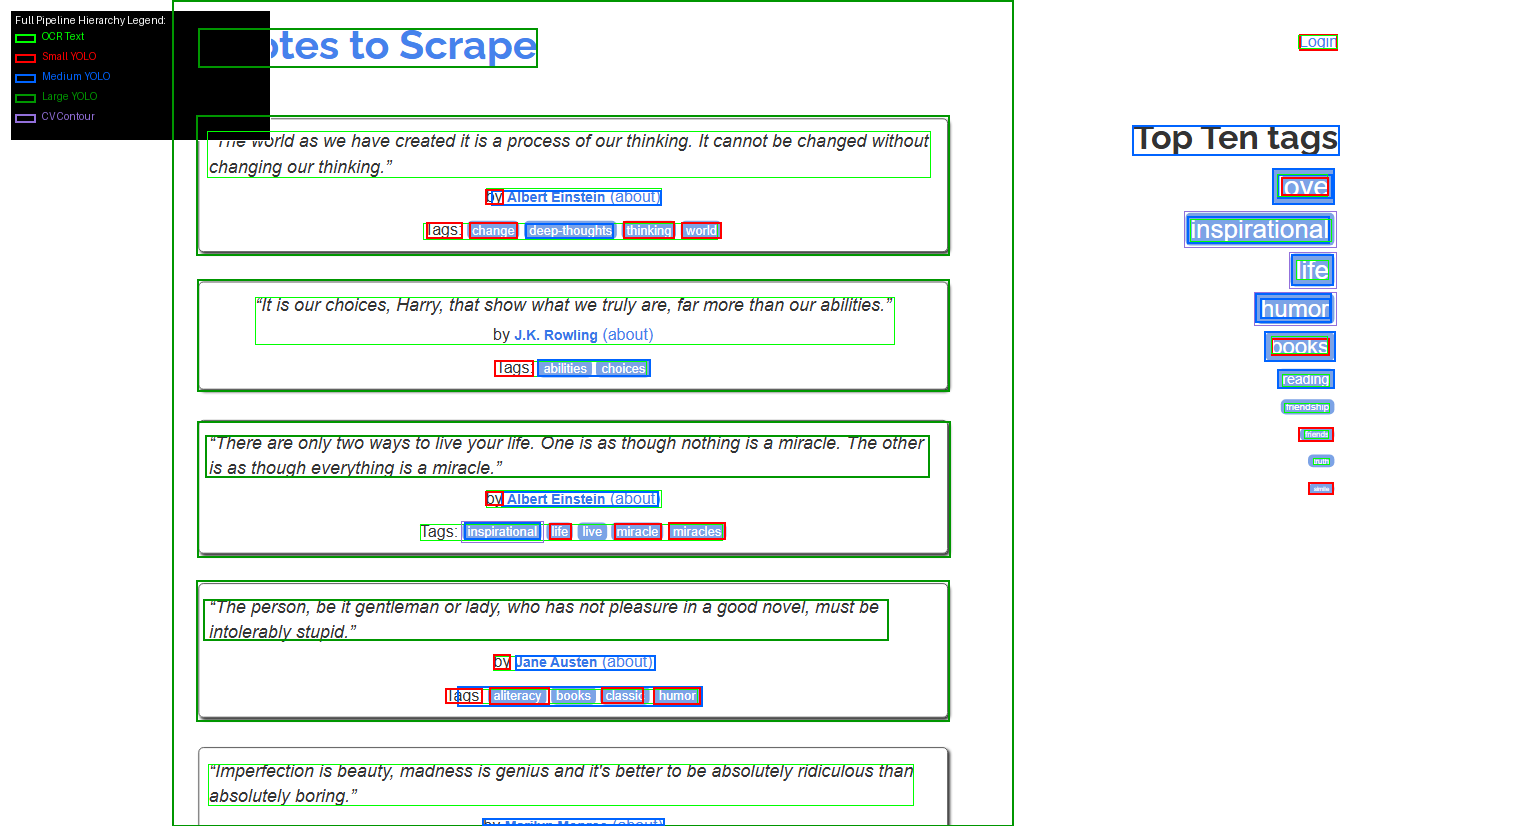 Full Pipeline Hierarchy Legend:
OCR Text
Small YOLO
Medium YOLO
Large YOLO
CV Contour
otes to Scrape
Login
“The world as we have created it is a process of our thinking. It cannot be changed without
changing our thinking.”
by Albert Einstein (about)
Tags: change deep-thoughts thinking world
“It is our choices, Harry, that show what we truly are, far more than our abilities.”
by J.K. Rowling (about)
Tags: abilities choices
“There are only two ways to live your life. One is as though nothing is a miracle. The other
is as though everything is a miracle.”
by Albert Einstein (about)
Tags: inspirational life live miracle miracles
“The person, be it gentleman or lady, who has not pleasure in a good novel, must be
intolerably stupid.”
by Jane Austen (about)
Tags: aliteracy books classic humor
“Imperfection is beauty, madness is genius and it's better to be absolutely ridiculous than
absolutely boring.”
by Marilyn Monroe (about)
Top Ten tags
love
inspirational
life
humor
books
reading
friendship
friends
truth
simile